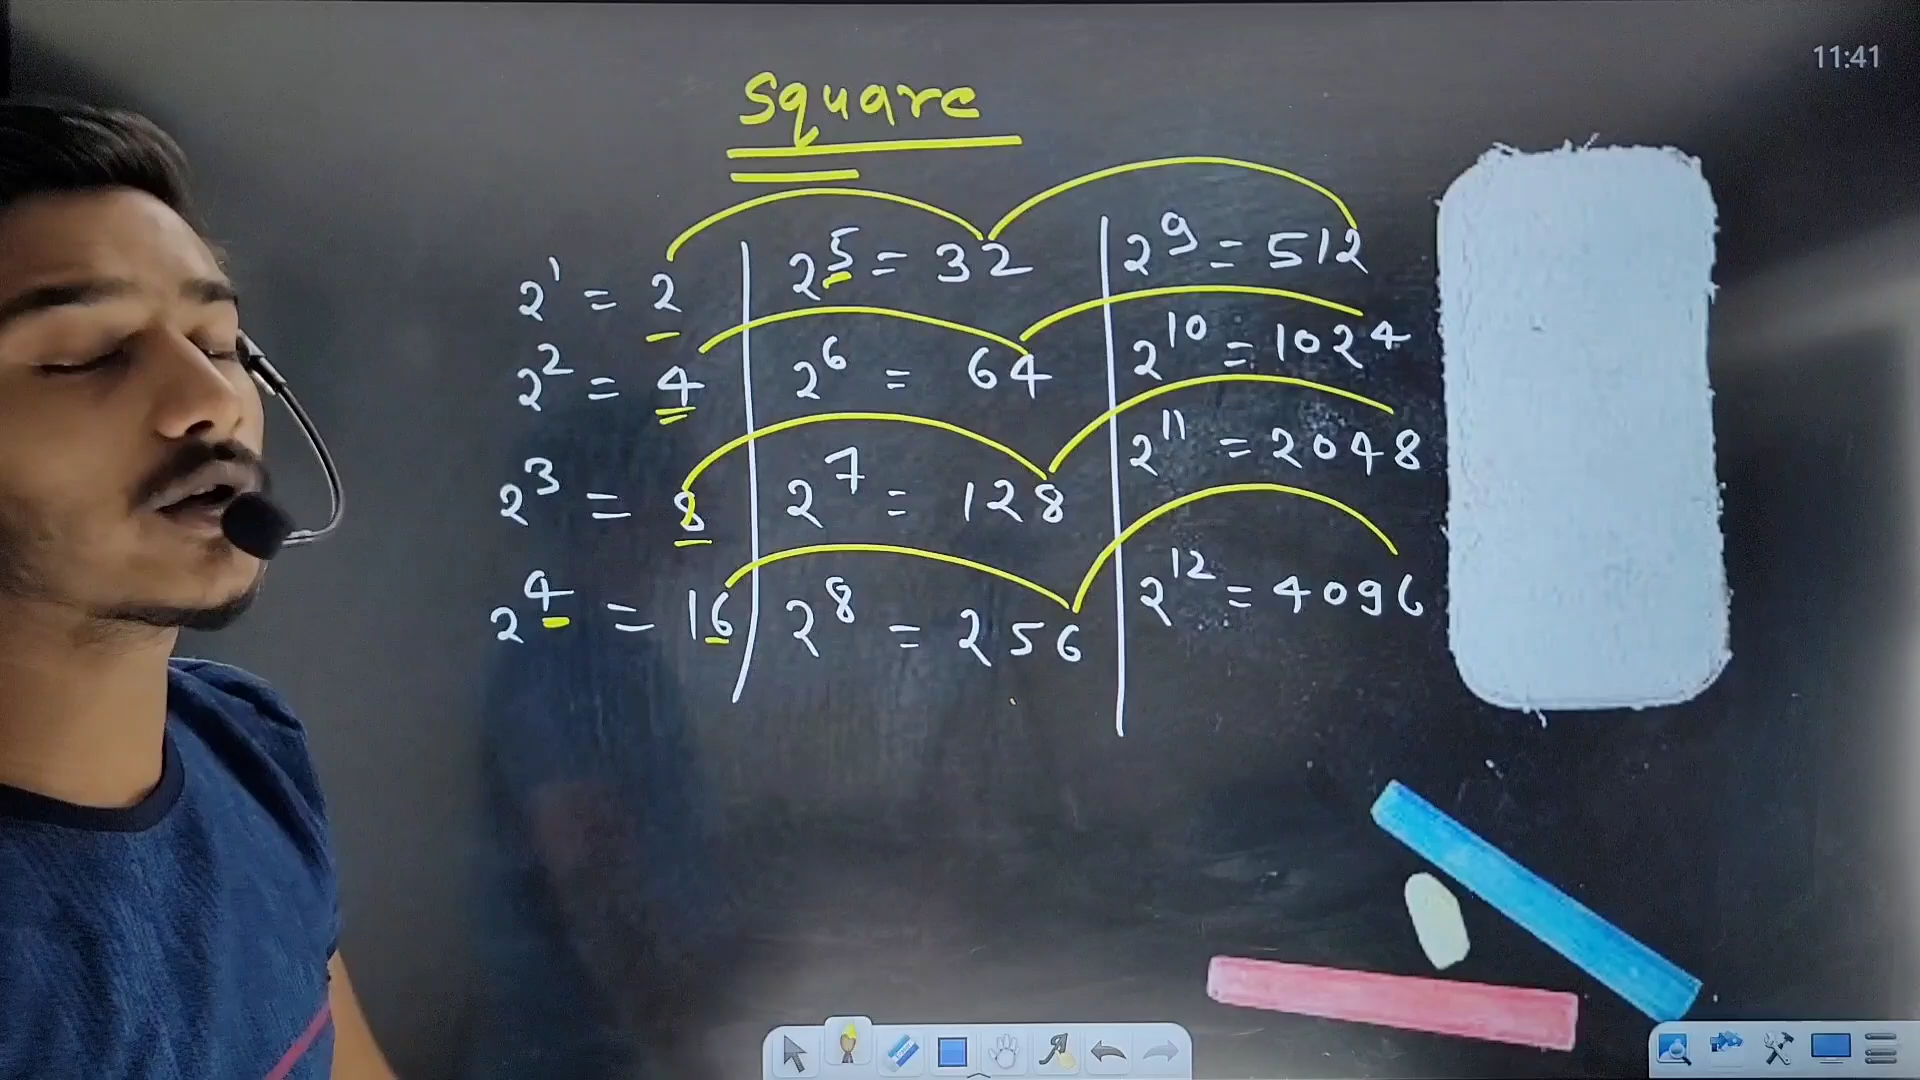 11:41
square
2¹ = 2
2² = 4
2³ = 8
2⁴ = 16
2⁵ = 32
2⁶ = 64
2⁷ = 128
2⁸ = 256
2⁹ = 512
2¹⁰ = 1024
2¹¹ = 2048
2¹² = 4096